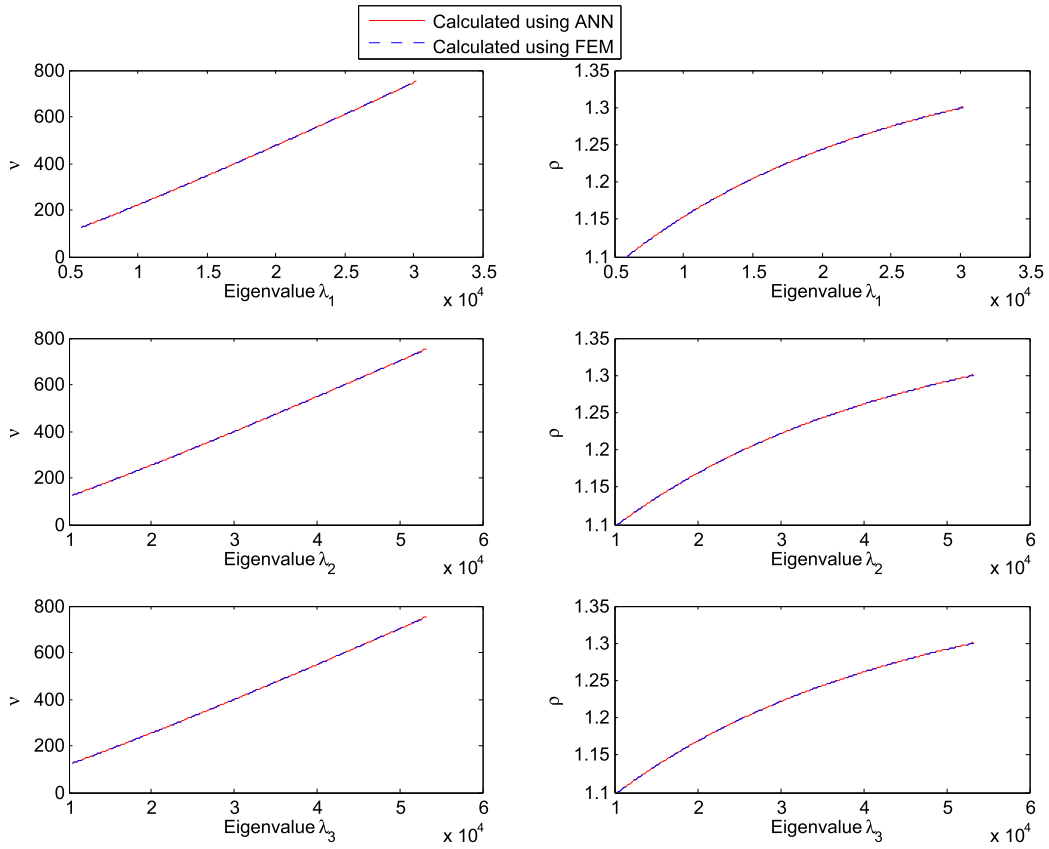 Calculated using ANN
Calculated using FEM
800
600
400
200
0
ν
0.5 1 1.5 2 2.5 3 3.5
Eigenvalue λ1
x 10^4
1.35
1.3
1.25
1.2
1.15
1.1
ρ
0.5 1 1.5 2 2.5 3 3.5
Eigenvalue λ1
x 10^4
800
600
400
200
0
ν
1 2 3 4 5 6
Eigenvalue λ2
x 10^4
1.35
1.3
1.25
1.2
1.15
1.1
ρ
1 2 3 4 5 6
Eigenvalue λ2
x 10^4
800
600
400
200
0
ν
1 2 3 4 5 6
Eigenvalue λ3
x 10^4
1.35
1.3
1.25
1.2
1.15
1.1
ρ
1 2 3 4 5 6
Eigenvalue λ3
x 10^4